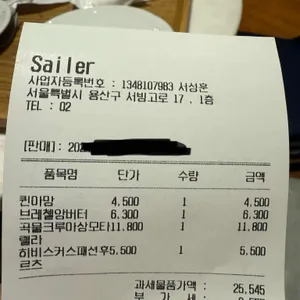 Sailer
사업자등록번호 : 1348107983 서성훈
서울특별시 용산구 서빙고로 17 . 1층
TEL : 02
[판매] : 20
품목명 단가 수량 금액
퀸아망 4,500 1 4,500
브레첼앙버터 6,300 1 6,300
곡물크루아상모타 11,800 1 11,800
렐라
히비스커스패션후 5,500 1 5,500
르츠
과세물품가액 : 25,545
부 가 세 :